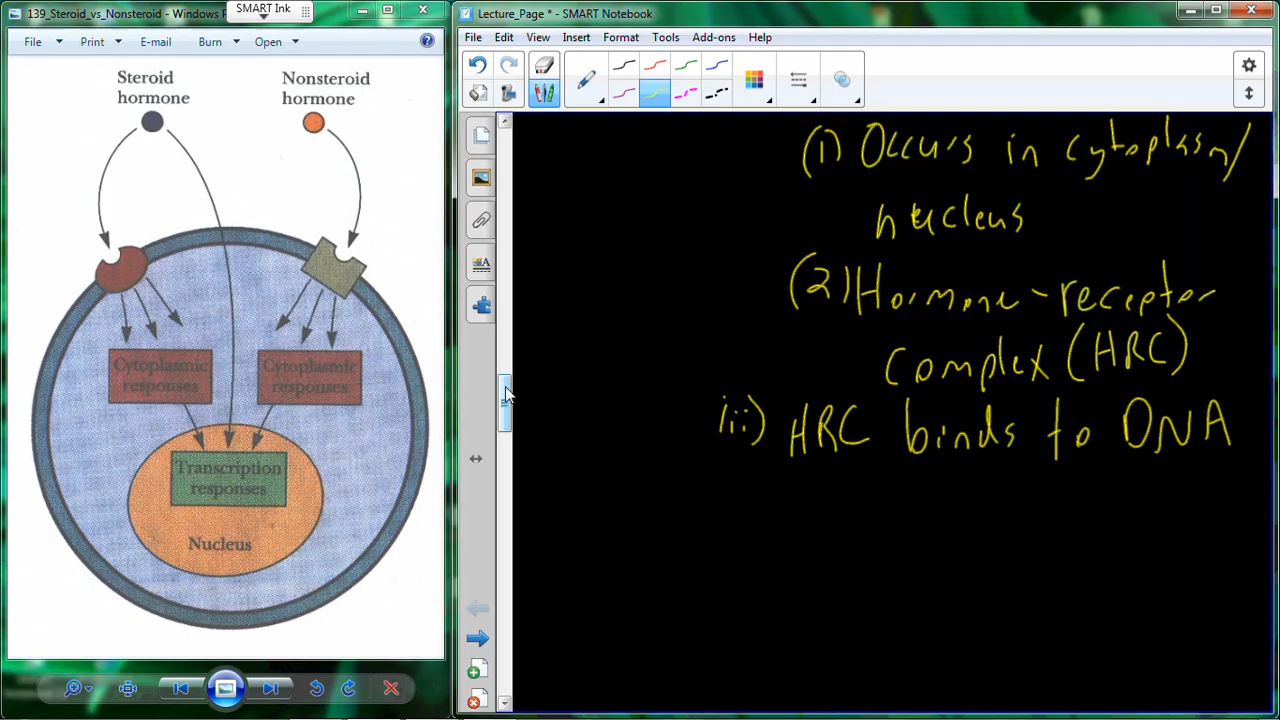 139_Steroid_vs_Nonsteroid - Windows P
SMART Ink
File Print E-mail Burn Open
Steroid
hormone
Nonsteroid
hormone
Cytoplasmic
responses
Cytoplasmic
responses
Transcription
responses
Nucleus
Lecture_Page * - SMART Notebook
File Edit View Insert Format Tools Add-ons Help
(1) Occurs in cytoplasm/
nucleus
(2) Hormone-receptor
complex (HRC)
iii) HRC binds to DNA